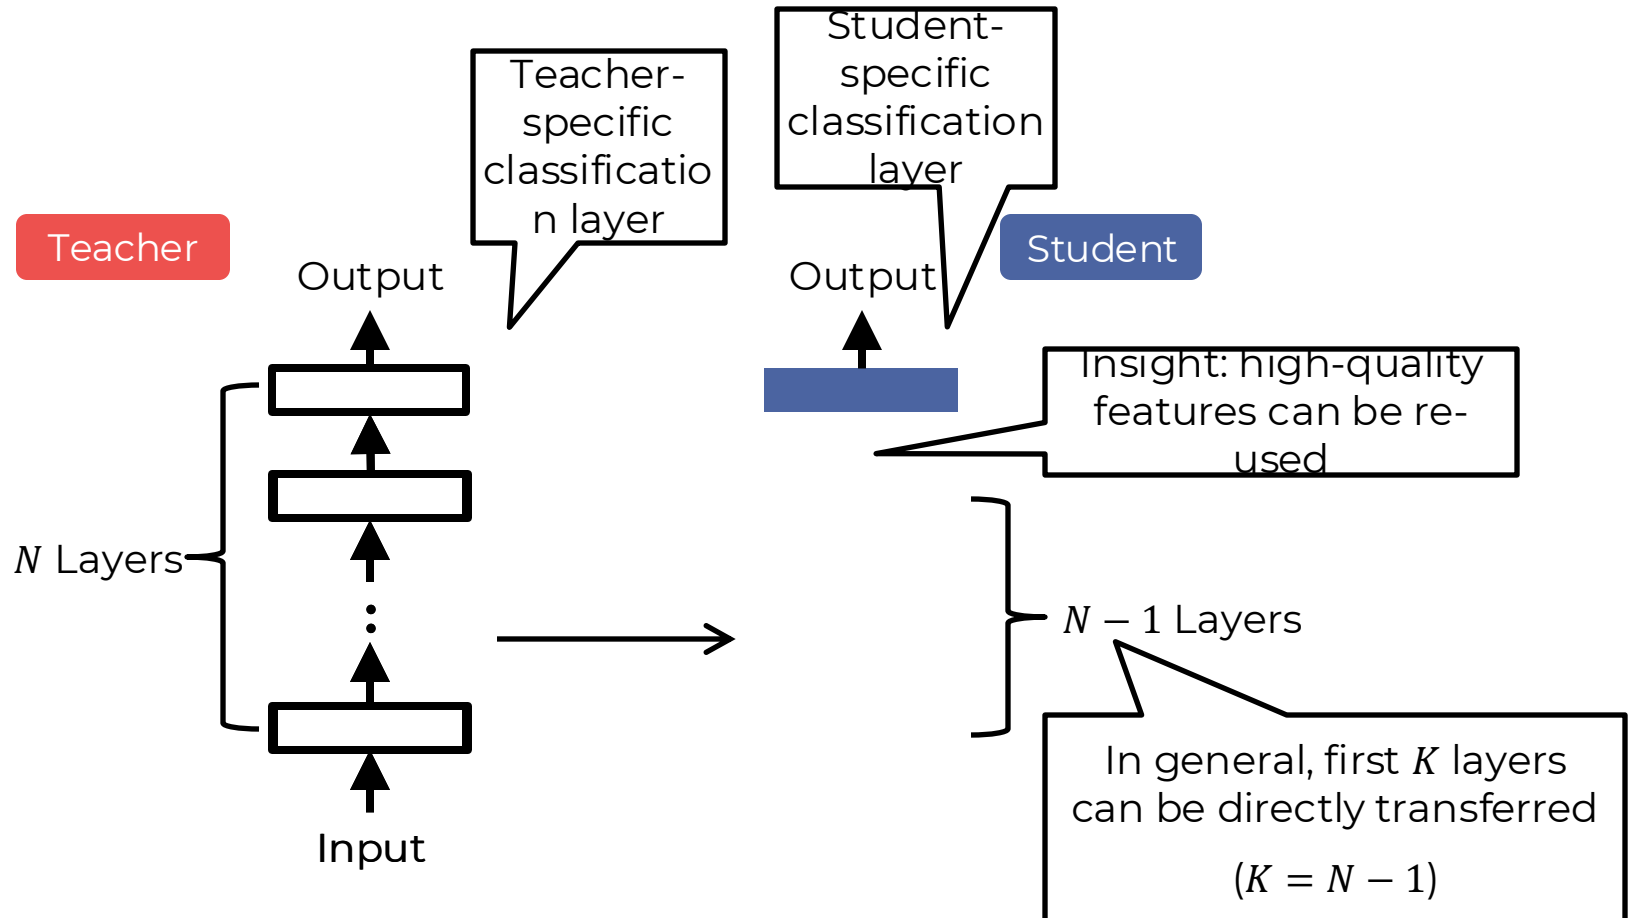 Teacher-
specific
classificatio
n layer
Student-
specific
classification
layer
Teacher
Student
Output
Output
Insight: high-quality
features can be re-
used
N Layers
N − 1 Layers
In general, first K layers
can be directly transferred
(K = N − 1)
Input